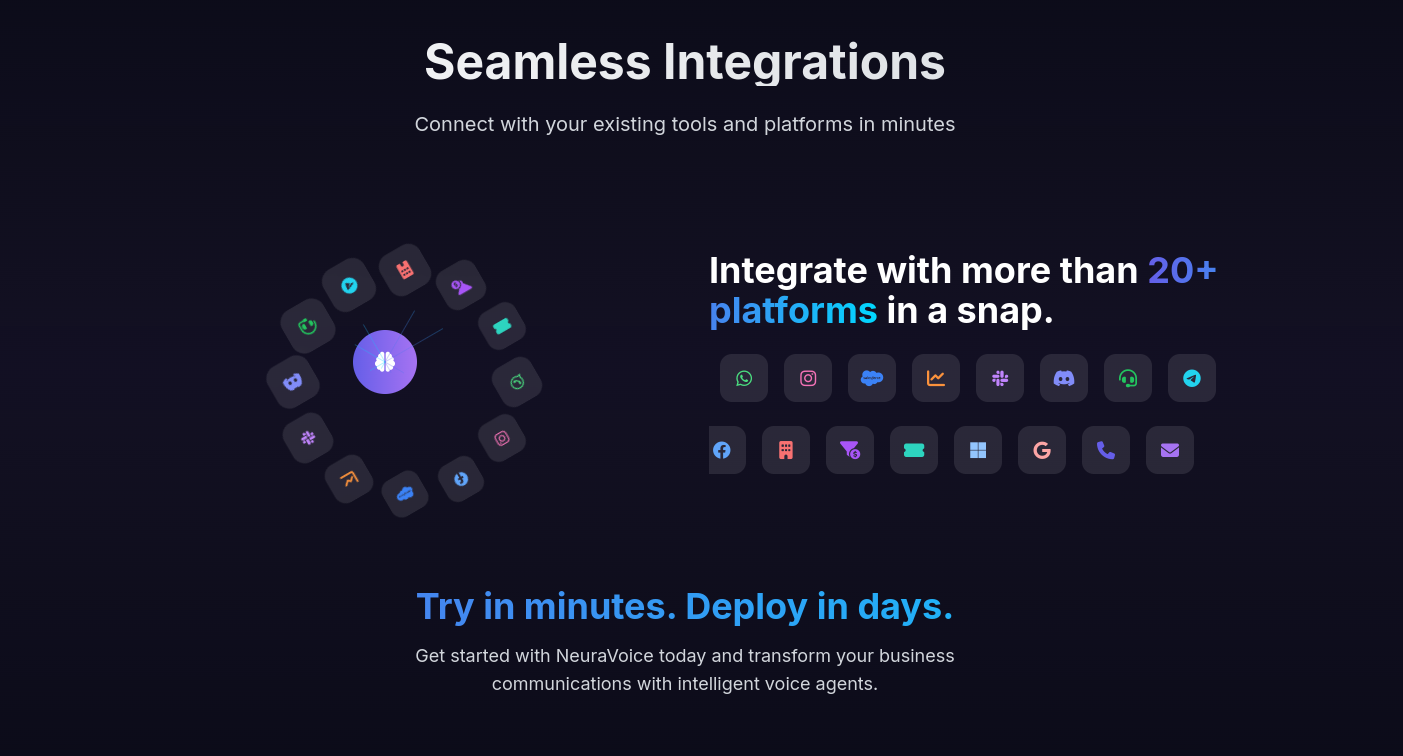 Seamless Integrations
Connect with your existing tools and platforms in minutes
Integrate with more than 20+
platforms in a snap.
Try in minutes. Deploy in days.
Get started with NeuraVoice today and transform your business
communications with intelligent voice agents.